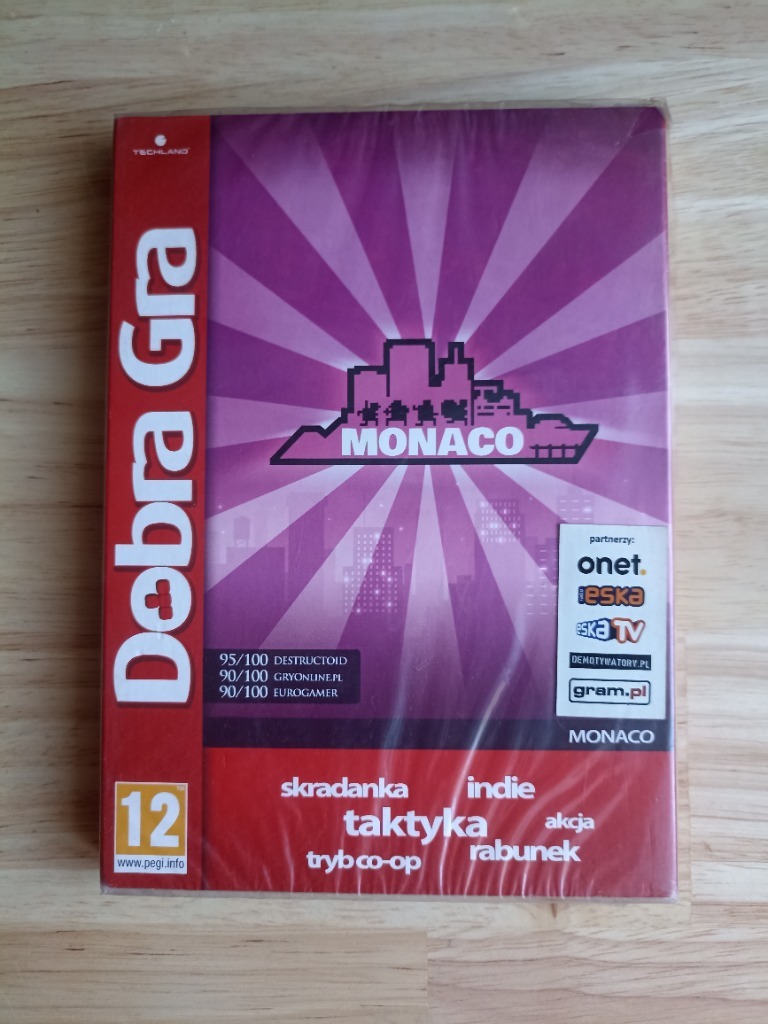 TECHLAND
Dobra Gra
MONACO
partnerzy:
onet.
eska
eska TV
DEMOTYWATORY.PL
gram.pl
95/100 DESTRUCTOID
90/100 GRYONLINE.PL
90/100 EUROGAMER
MONACO
skradanka indie
taktyka akcja
tryb co-op rabunek
12
www.pegi.info